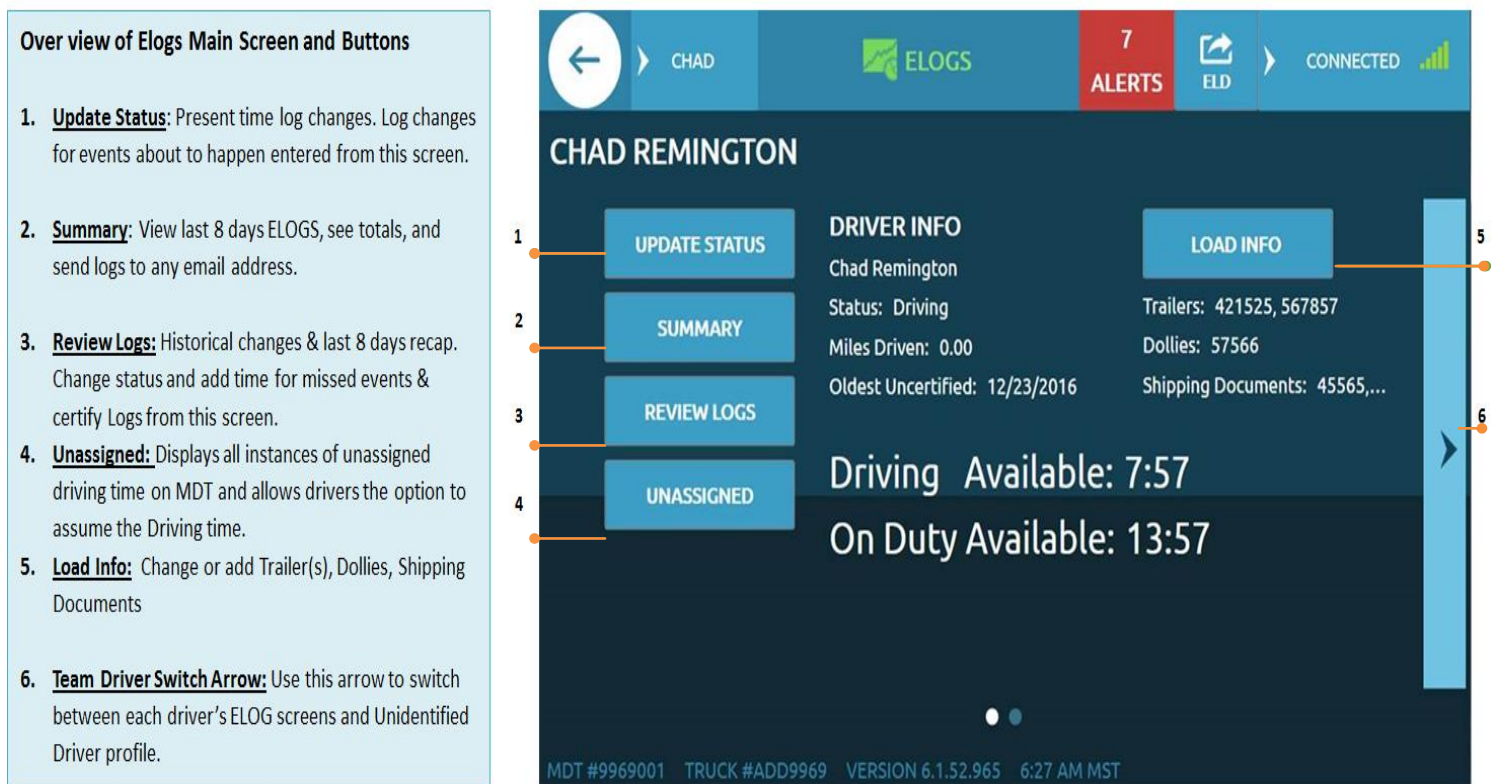 Over view of Elogs Main Screen and Buttons
1. Update Status: Present time log changes. Log changes
for events about to happen entered from this screen.
2. Summary: View last 8 days ELOGS, see totals, and
send logs to any email address.
3. Review Logs: Historical changes & last 8 days recap.
Change status and add time for missed events &
certify Logs from this screen.
4. Unassigned: Displays all instances of unassigned
driving time on MDT and allows drivers the option to
assume the Driving time.
5. Load Info: Change or add Trailer(s), Dollies, Shipping
Documents
6. Team Driver Switch Arrow: Use this arrow to switch
between each driver's ELOG screens and Unidentified
Driver profile.
CHAD
ELOGS
7
ALERTS
ELD
CONNECTED
CHAD REMINGTON
1
UPDATE STATUS
2
SUMMARY
3
REVIEW LOGS
4
UNASSIGNED
DRIVER INFO
Chad Remington
Status: Driving
Miles Driven: 0.00
Oldest Uncertified: 12/23/2016
LOAD INFO
5
Trailers: 421525, 567857
Dollies: 57566
Shipping Documents: 45565,...
6
Driving Available: 7:57
On Duty Available: 13:57
MDT #9969001 TRUCK #ADD9969 VERSION 6.1.52.965 6:27 AM MST